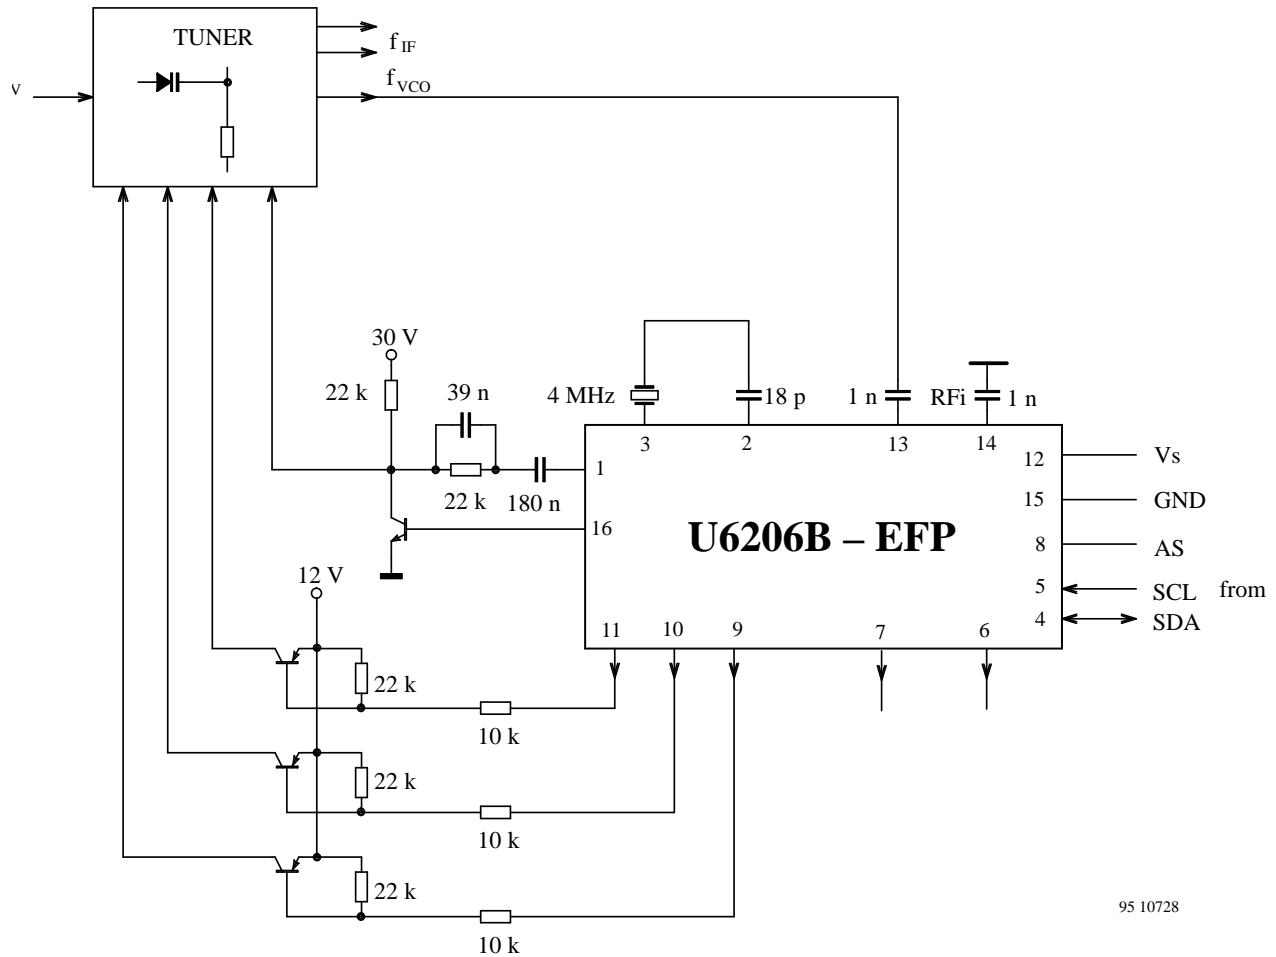 TUNER
f IF
V
f VCO
30 V
22 k
39 n
4 MHz
18 p
1 n
RFi
1 n
3
2
13
14
12
Vs
1
22 k
180 n
15
GND
16
U6206B – EFP
8
AS
12 V
5
SCL from
4
SDA
11
10
9
7
6
22 k
10 k
22 k
10 k
22 k
10 k
95 10728